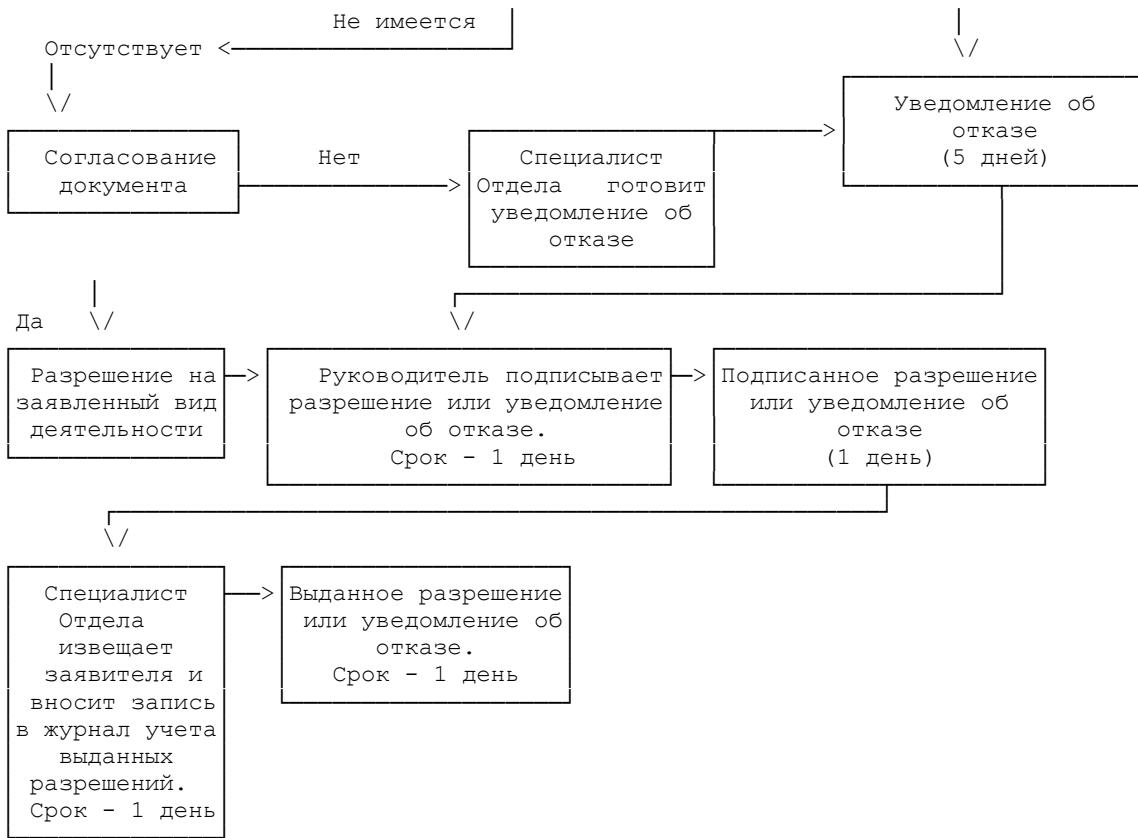 Не имеется
Отсутствует
Согласование
документа
Нет
Специалист
Отдела готовит
уведомление об
отказе
Уведомление об
отказе
(5 дней)
Да
Разрешение на
заявленный вид
деятельности
Руководитель подписывает
разрешение или уведомление
об отказе.
Срок - 1 день
Подписанное разрешение
или уведомление об
отказе
(1 день)
Специалист
Отдела
извещает
заявителя и
вносит запись
в журнал учета
выданных
разрешений.
Срок - 1 день
Выданное разрешение
или уведомление об
отказе.
Срок - 1 день